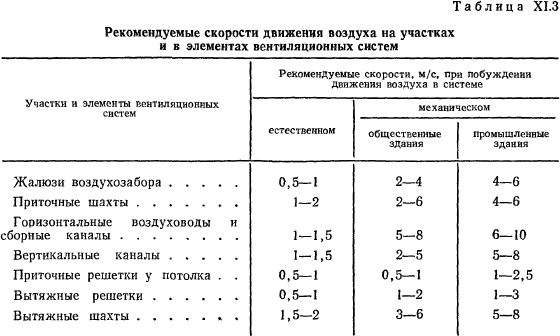 Таблица XI.3
Рекомендуемые скорости движения воздуха на участках
и в элементах вентиляционных систем
Участки и элементы вентиляционных
систем
Рекомендуемые скорости, м/с, при побуждении
движения воздуха в системе
естественном
механическом
общественные
здания
промышленные
здания
Жалюзи воздухозабора . . . . . 0,5—1 2—4 4—6
Приточные шахты . . . . . . . 1—2 2—6 4—6
Горизонтальные воздуховоды и
сборные каналы . . . . . . . . 1—1,5 5—8 6—10
Вертикальные каналы . . . . . 1—1,5 2—5 5—8
Приточные решетки у потолка . . 0,5—1 0,5—1 1—2,5
Вытяжные решетки . . . . . . 0,5—1 1—2 1—3
Вытяжные шахты . . . . . . . 1,5—2 3—6 5—8